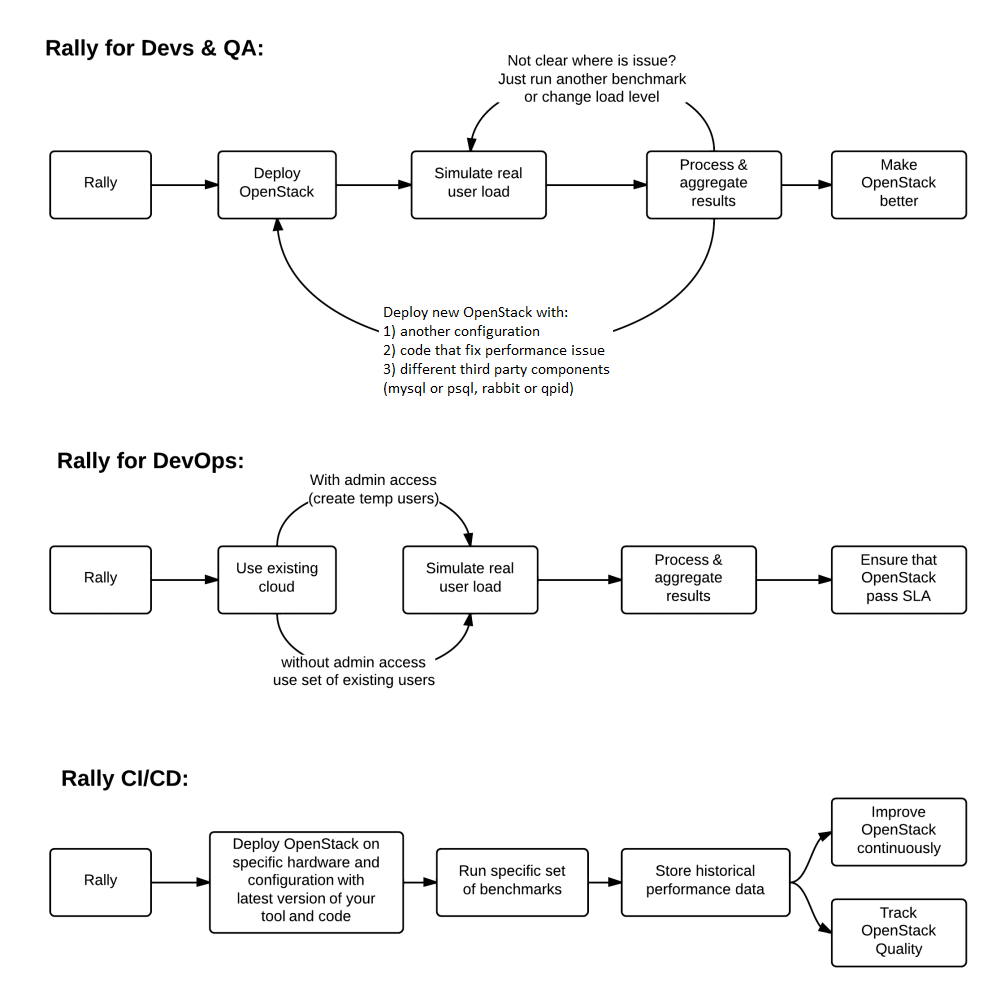 Rally for Devs & QA:
Not clear where is issue?
Just run another benchmark
or change load level
Rally
Deploy
OpenStack
Simulate real
user load
Process &
aggregate
results
Make
OpenStack
better
Deploy new OpenStack with:
1) another configuration
2) code that fix performance issue
3) different third party components
(mysql or psql, rabbit or qpid)
Rally for DevOps:
With admin access
(create temp users)
Rally
Use existing
cloud
Simulate real
user load
Process &
aggregate
results
Ensure that
OpenStack
pass SLA
without admin access
use set of existing users
Rally CI/CD:
Rally
Deploy OpenStack on
specific hardware and
configuration with
latest version of your
tool and code
Run specific set
of benchmarks
Store historical
performance data
Improve
OpenStack
continuously
Track
OpenStack
Quality